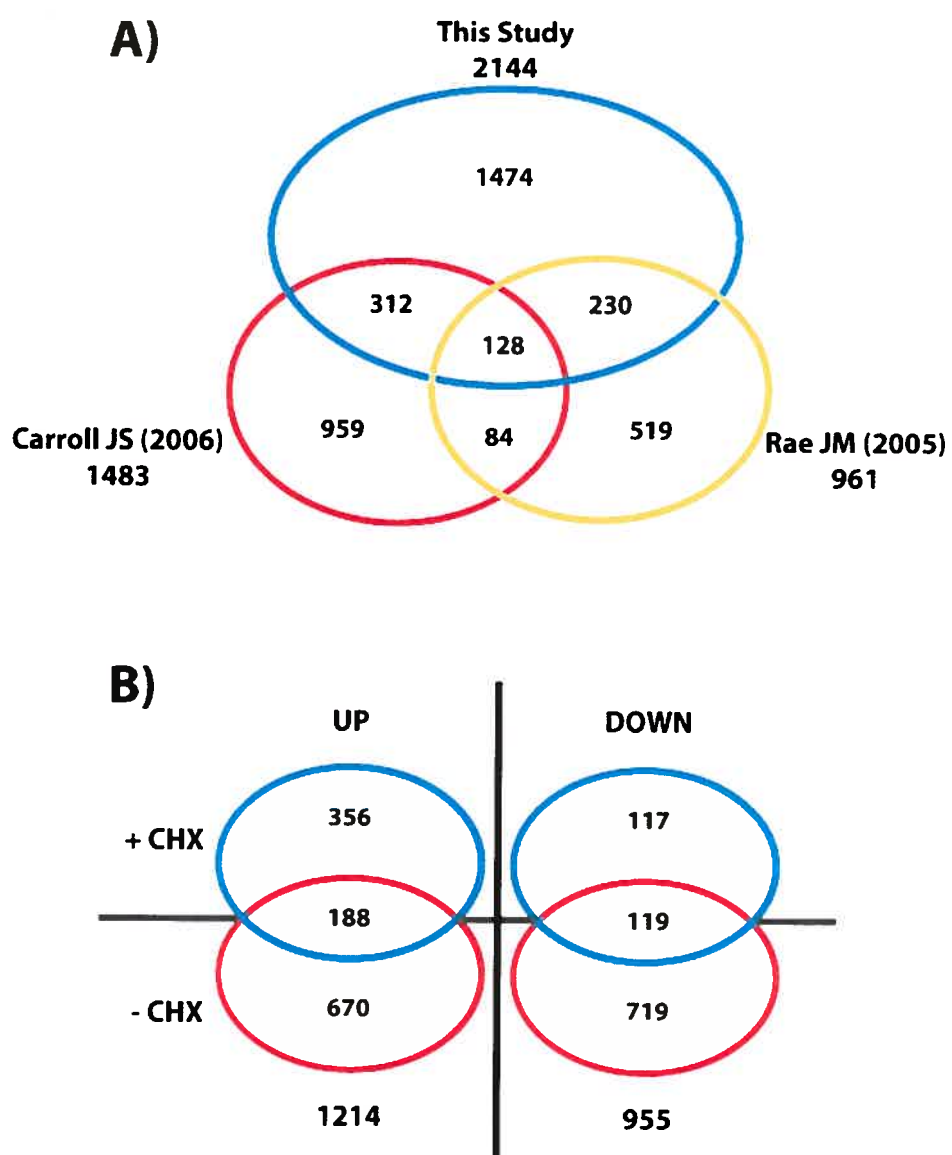 A)
This Study
2144
1474
312
230
128
959
84
519
Carroll JS (2006)
1483
Rae JM (2005)
961
B)
UP
DOWN
356
117
+ CHX
188
119
- CHX
670
719
1214
955